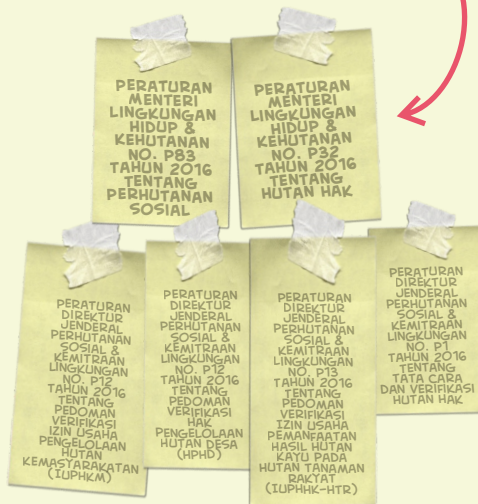 PERATURAN
MENTERI
LINGKUNGAN
HIDUP &
KEHUTANAN
NO. P83
TAHUN 2016
TENTANG
PERHUTANAN
SOSIAL
PERATURAN
MENTERI
LINGKUNGAN
HIDUP &
KEHUTANAN
NO. P32
TAHUN 2016
TENTANG
HUTAN HAK
PERATURAN
DIREKTUR
JENDERAL
PERHUTANAN
SOSIAL &
KEMITRAAN
LINGKUNGAN
NO. P12
TAHUN 2016
TENTANG
PEDOMAN
VERIFIKASI
IZIN USAHA
PENGELOLAAN
HUTAN
KEMASYARAKATAN
(IUPHKM)
PERATURAN
DIREKTUR
JENDERAL
PERHUTANAN
SOSIAL &
KEMITRAAN
LINGKUNGAN
NO. P12
TAHUN 2016
TENTANG
PEDOMAN
VERIFIKASI
HAK
PENGELOLAAN
HUTAN DESA
(HPHD)
PERATURAN
DIREKTUR
JENDERAL
PERHUTANAN
SOSIAL &
KEMITRAAN
LINGKUNGAN
NO. P13
TAHUN 2016
TENTANG
PEDOMAN
VERIFIKASI
IZIN USAHA
PEMANFAATAN
HASIL HUTAN
KAYU PADA
HUTAN TANAMAN
RAKYAT
(IUPHHK-HTR)
PERATURAN
DIREKTUR
JENDERAL
PERHUTANAN
SOSIAL &
KEMITRAAN
LINGKUNGAN
NO. P1
TAHUN 2016
TENTANG
TATA CARA
DAN VERIFIKASI
HUTAN HAK